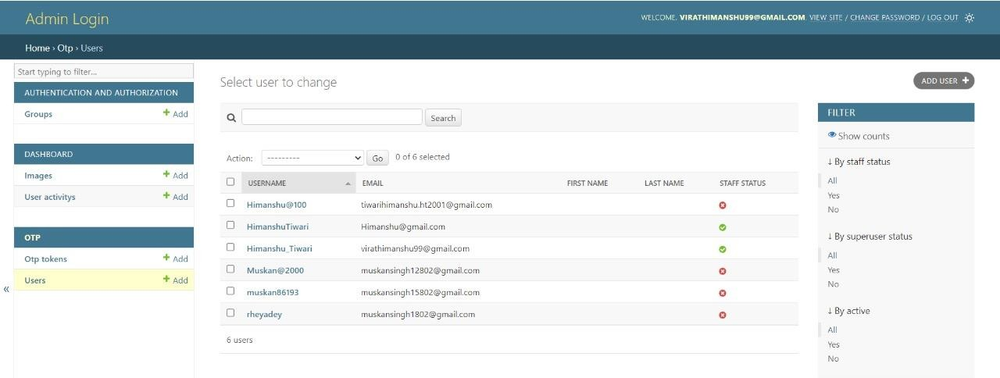 Admin Login
WELCOME, VIRATHIMANSHU99@GMAIL.COM. VIEW SITE / CHANGE PASSWORD / LOG OUT
Home › Otp › Users
Start typing to filter...
AUTHENTICATION AND AUTHORIZATION
Groups + Add
DASHBOARD
Images + Add
User activitys + Add
OTP
Otp tokens + Add
Users + Add
«
Select user to change
ADD USER +
Search
Action: --------- Go 0 of 6 selected
USERNAME EMAIL FIRST NAME LAST NAME STAFF STATUS
Himanshu@100 tiwarihimanshu.ht2001@gmail.com
HimanshuTiwari Himanshu@gmail.com
Himanshu_Tiwari virathimanshu99@gmail.com
Muskan@2000 muskansingh12802@gmail.com
muskan86193 muskansingh15802@gmail.com
rheyadey muskansingh1802@gmail.com
6 users
FILTER
Show counts
↓ By staff status
All
Yes
No
↓ By superuser status
All
Yes
No
↓ By active
All
Yes
No